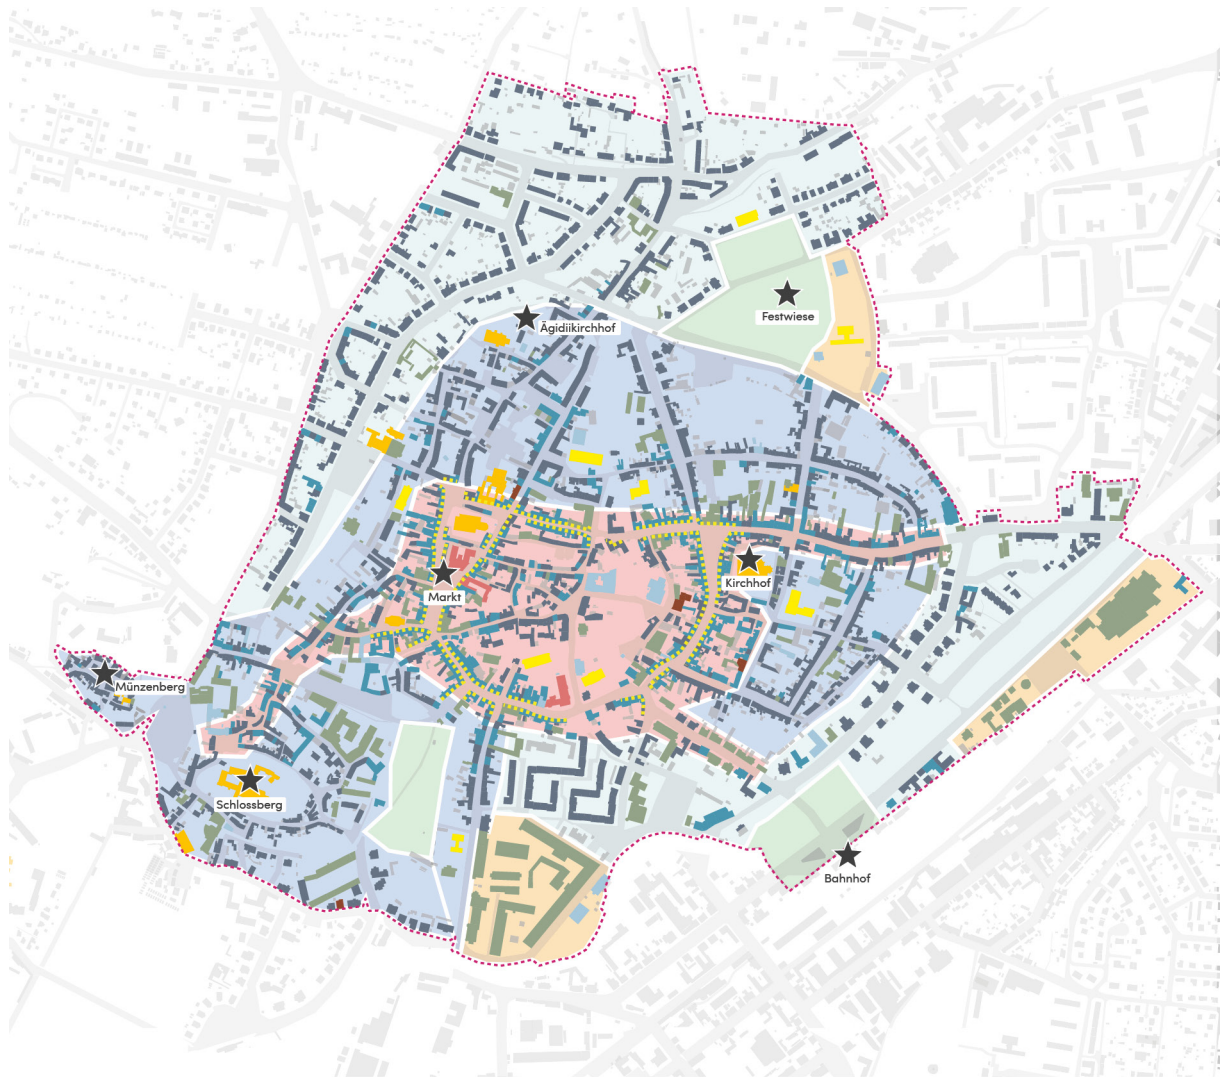 Festwiese
Ägidiikirchhof
Kirchhof
Markt
Münzenberg
Schlossberg
Bahnhof